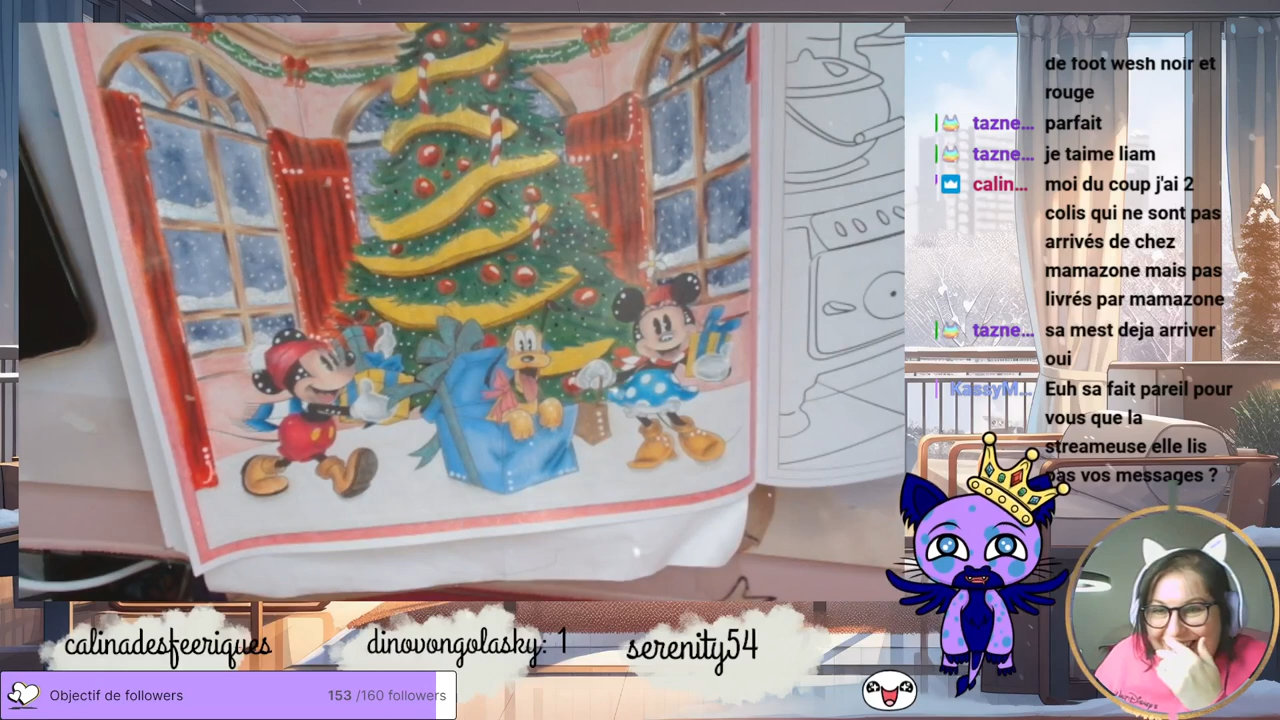 de foot wesh noir et
rouge
tazne... parfait
tazne... je taime liam
calin... moi du coup j'ai 2
colis qui ne sont pas
arrivés de chez
mamazone mais pas
livrés par mamazone
tazne... sa mest deja arriver
oui
KassyM... Euh sa fait pareil pour
vous que la
streameuse elle lis
pas vos messages ?
calinadesfeeriques
dinovongolasky: 1
serenity54
Objectif de followers
153 /160 followers